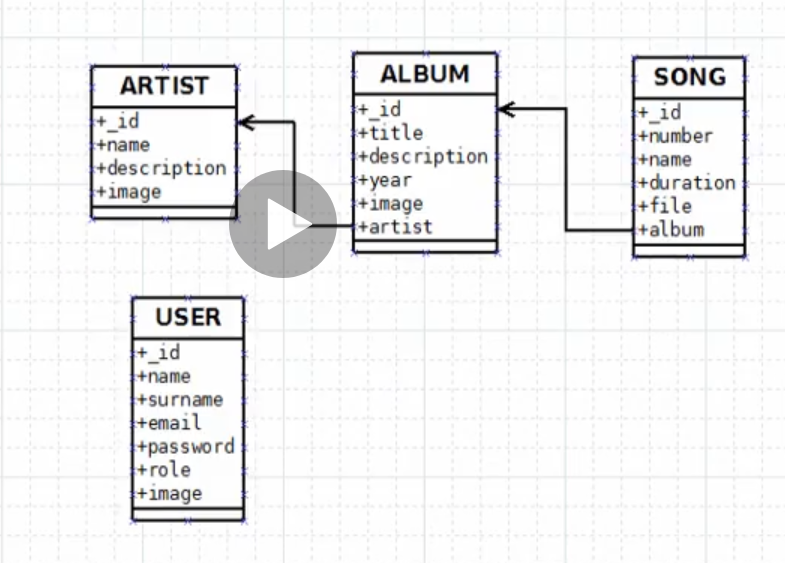 ARTIST
+_id
+name
+description
+image
ALBUM
+_id
+title
+description
+year
+image
+artist
SONG
+_id
+number
+name
+duration
+file
+album
USER
+_id
+name
+surname
+email
+password
+role
+image